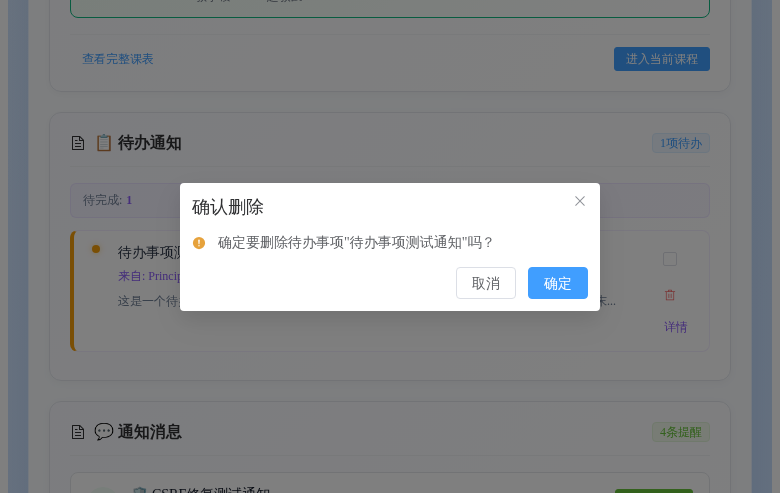 查看完整课表
进入当前课程
📋 待办通知
1项待办
待完成: 1
确认删除
确定要删除待办事项"待办事项测试通知"吗？
取消
确定
待办事项
来自: Princip
这是一个待
末...
详情
💬 通知消息
4条提醒